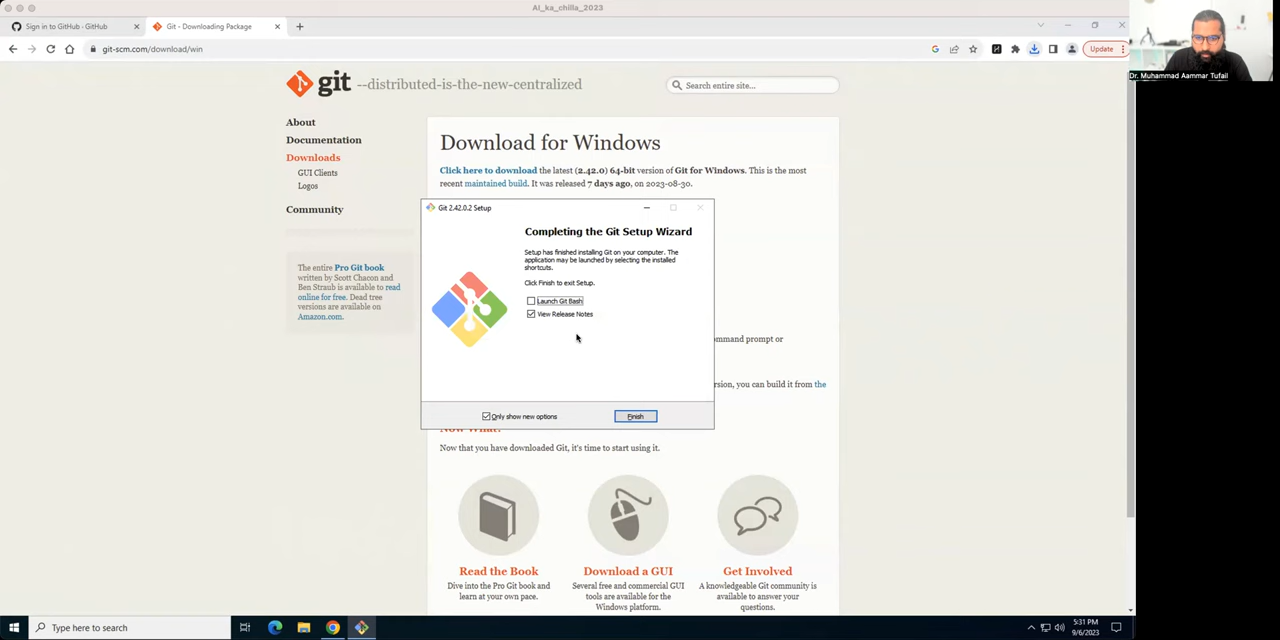 AI_ka_chilla_2023
Sign in to GitHub · GitHub
Git - Downloading Package
git-scm.com/download/win
Update
Dr. Muhammad Aammar Tufail
git --distributed-is-the-new-centralized
Search entire site...
About
Documentation
Downloads
GUI Clients
Logos
Community
The entire Pro Git book
written by Scott Chacon and
Ben Straub is available to read
online for free. Dead tree
versions are available on
Amazon.com.
Download for Windows
Click here to download the latest (2.42.0) 64-bit version of Git for Windows. This is the most
recent maintained build. It was released 7 days ago, on 2023-08-30.
Git 2.42.0.2 Setup
Completing the Git Setup Wizard
Setup has finished installing Git on your computer. The
application may be launched by selecting the installed
shortcuts.
Click Finish to exit Setup.
Launch Git Bash
View Release Notes
Only show new options
Finish
ommand prompt or
rsion, you can build it from the
Now What?
Now that you have downloaded Git, it's time to start using it.
Read the Book
Dive into the Pro Git book and
learn at your own pace.
Download a GUI
Several free and commercial GUI
tools are available for the
Windows platform.
Get Involved
A knowledgeable Git community is
available to answer your
questions.
Type here to search
5:31 PM
9/6/2023